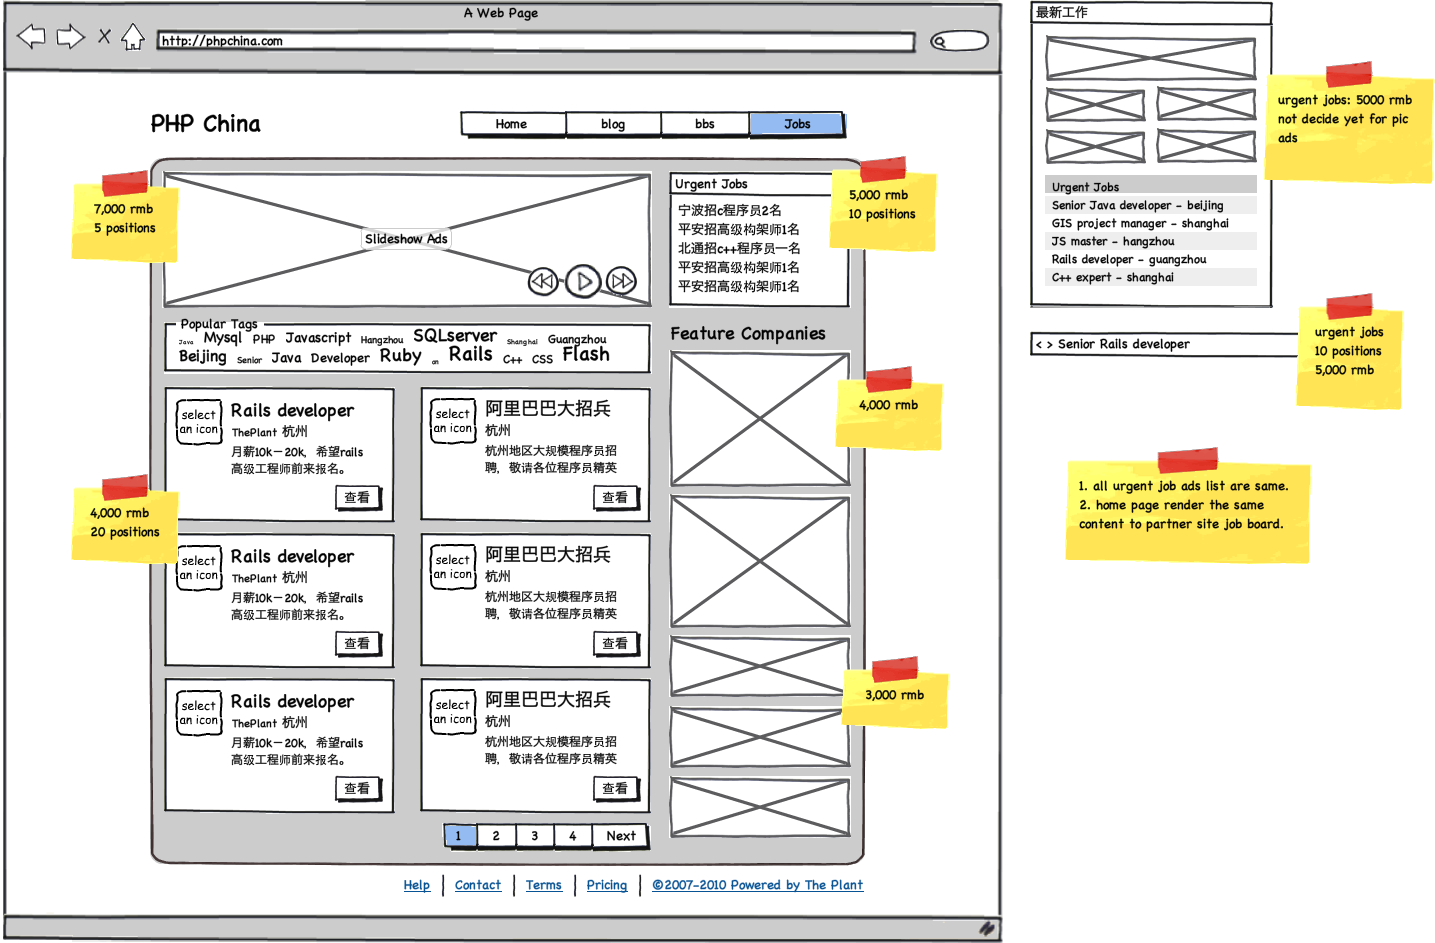 A Web Page
http://phpchina.com
PHP China
Home
blog
bbs
Jobs
7,000 rmb
5 positions
Slideshow Ads
Urgent Jobs
宁波招c程序员2名
平安招高级构架师1名
北通招c++程序员一名
平安招高级构架师1名
平安招高级构架师1名
5,000 rmb
10 positions
Popular Tags
Java Mysql PHP Javascript Hangzhou SQLserver Shanghai Guangzhou
Beijing Senior Java Developer Ruby on Rails C++ CSS Flash
Feature Companies
4,000 rmb
select
an icon
Rails developer
ThePlant 杭州
月薪10k—20k，希望rails
高级工程师前来报名。
查看
select
an icon
阿里巴巴大招兵
杭州
杭州地区大规模程序员招
聘，敬请各位程序员精英
查看
4,000 rmb
20 positions
select
an icon
Rails developer
ThePlant 杭州
月薪10k—20k，希望rails
高级工程师前来报名。
查看
select
an icon
阿里巴巴大招兵
杭州
杭州地区大规模程序员招
聘，敬请各位程序员精英
查看
3,000 rmb
select
an icon
Rails developer
ThePlant 杭州
月薪10k—20k，希望rails
高级工程师前来报名。
查看
select
an icon
阿里巴巴大招兵
杭州
杭州地区大规模程序员招
聘，敬请各位程序员精英
查看
1 2 3 4 Next
Help
Contact
Terms
Pricing
©2007-2010 Powered by The Plant
最新工作
urgent jobs: 5000 rmb
not decide yet for pic
ads
Urgent Jobs
Senior Java developer - beijing
GIS project manager - shanghai
JS master - hangzhou
Rails developer - guangzhou
C++ expert - shanghai
< > Senior Rails developer
urgent jobs
10 positions
5,000 rmb
1. all urgent job ads list are same.
2. home page render the same
content to partner site job board.